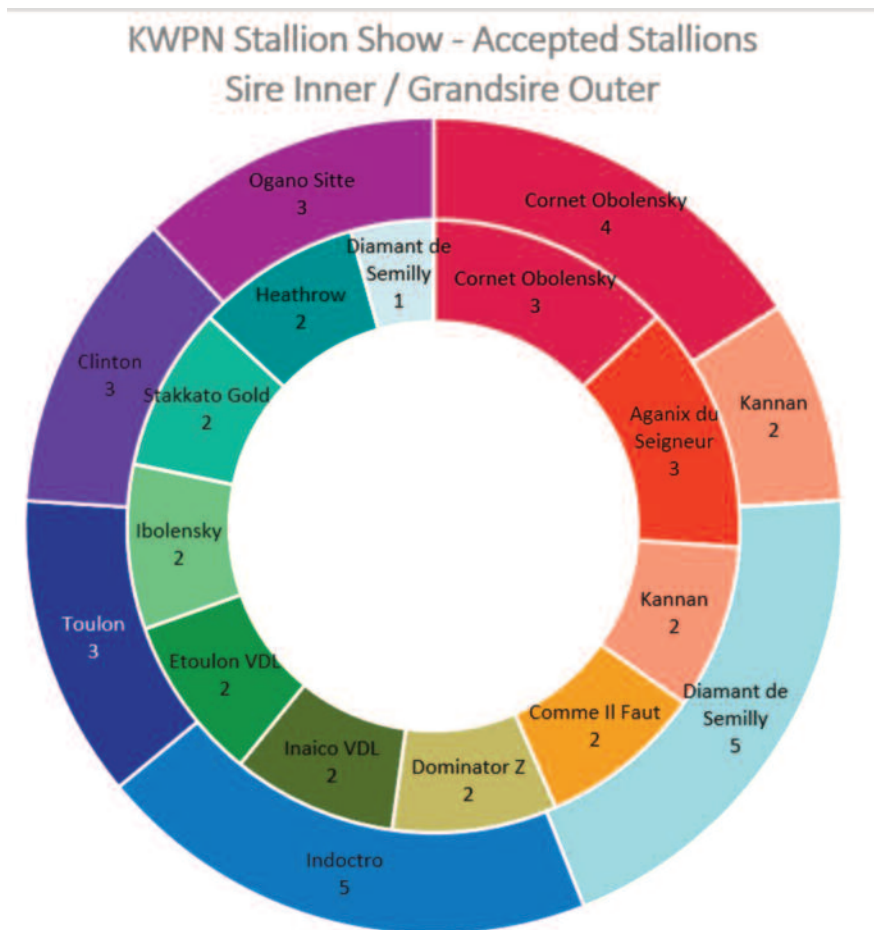 KWPN Stallion Show - Accepted Stallions
Sire Inner / Grandsire Outer
Cornet Obolensky
4
Kannan
2
Diamant de
Semilly
5
Indoctro
5
Toulon
3
Clinton
3
Ogano Sitte
3
Cornet Obolensky
3
Aganix du
Seigneur
3
Kannan
2
Comme Il Faut
2
Dominator Z
2
Inaico VDL
2
Etoulon VDL
2
Ibolensky
2
Stakkato Gold
2
Heathrow
2
Diamant de
Semilly
1